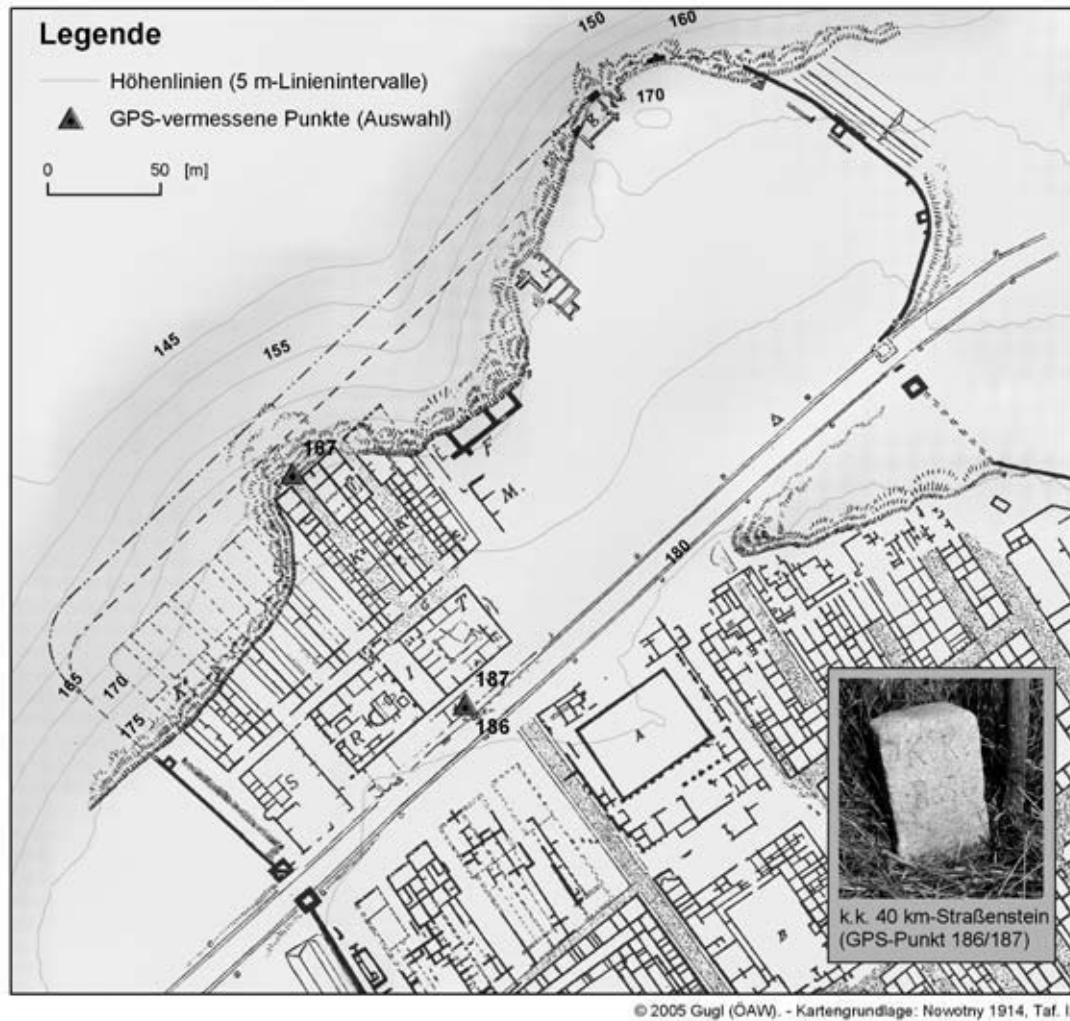 Legende
Höhenlinien (5 m-Linienintervalle)
GPS-vermessene Punkte (Auswahl)
0 50 [m]
150
160
170
145
155
167
M.
180
T
I
187
186
R
S
165
170
175
A
B
k.k. 40 km-Straßenstein
(GPS-Punkt 186/187)
© 2005 Gugl (ÖAW). - Kartengrundlage: Nowotny 1914, Taf. I